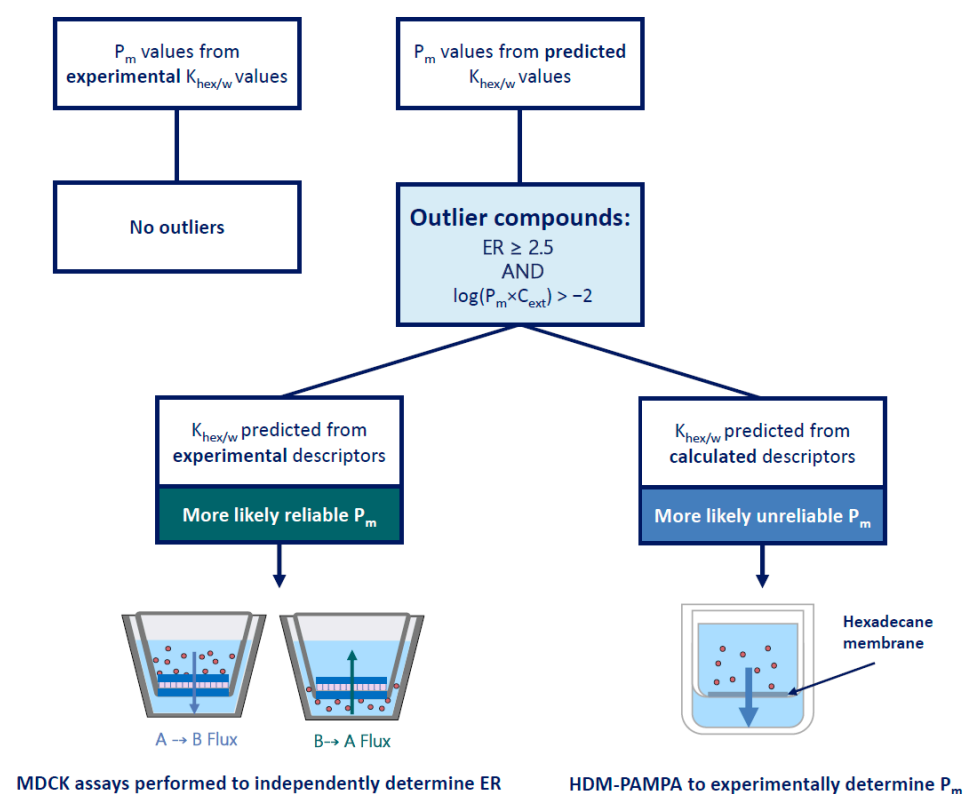 Pm values from
experimental Khex/w values
Pm values from predicted
Khex/w values
No outliers
Outlier compounds:
ER ≥ 2.5
AND
log(Pm×Cext) > −2
Khex/w predicted from
experimental descriptors
More likely reliable Pm
Khex/w predicted from
calculated descriptors
More likely unreliable Pm
Hexadecane
membrane
A → B Flux
B→ A Flux
MDCK assays performed to independently determine ER
HDM-PAMPA to experimentally determine Pm